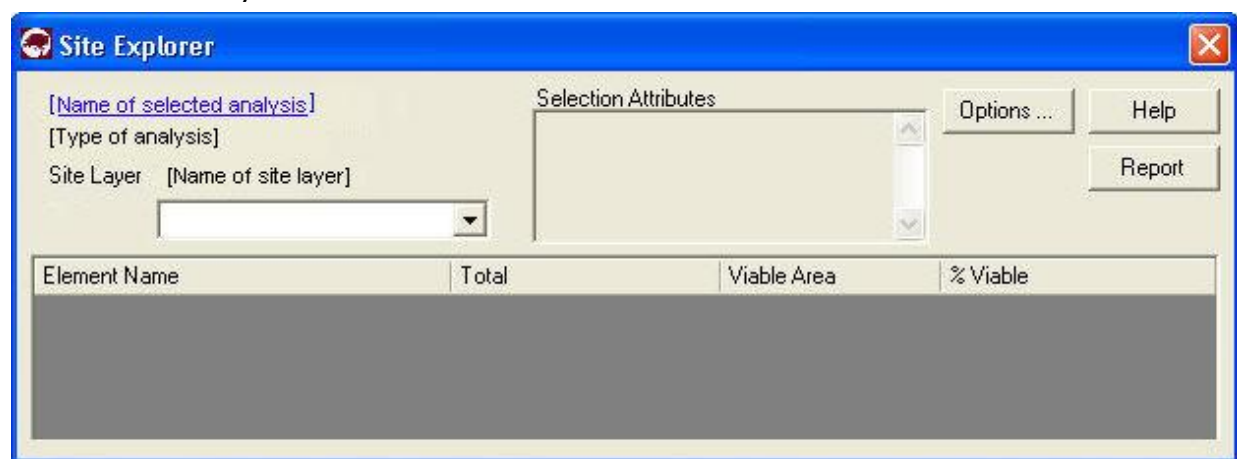 Site Explorer
[Name of selected analysis]
[Type of analysis]
Site Layer [Name of site layer]
Selection Attributes
Options ...
Help
Report
Element Name Total Viable Area % Viable